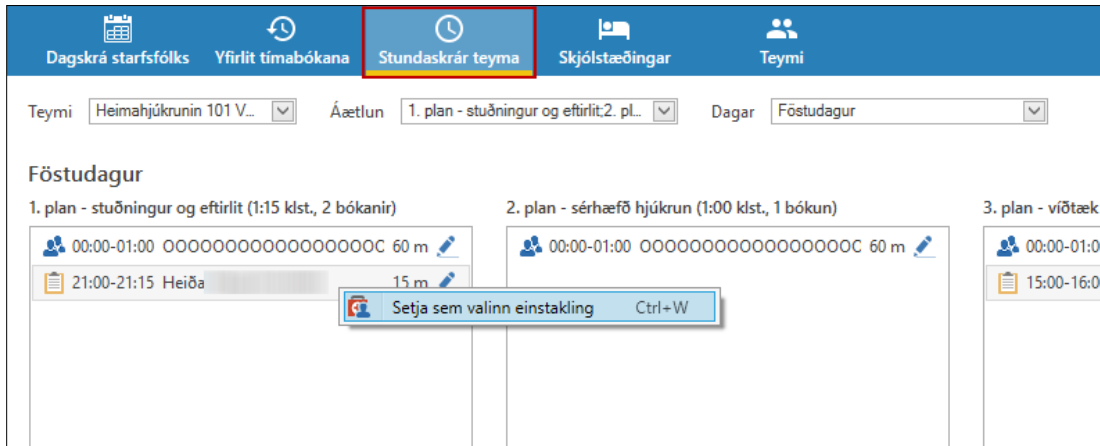 Dagskrá starfsfólks Yfirlit tímabókana Stundaskrár teyma Skjólstæðingar Teymi
Teymi Heimahjúkrunin 101 V... Áætlun 1. plan - stuðningur og eftirlit;2. pl... Dagar Föstudagur
Föstudagur
1. plan - stuðningur og eftirlit (1:15 klst., 2 bókanir) 2. plan - sérhæfð hjúkrun (1:00 klst., 1 bókun) 3. plan - víðtæk
00:00-01:00 OOOOOOOOOOOOOOOOOC 60 m 00:00-01:00 OOOOOOOOOOOOOOOOOC 60 m 00:00-01:0
21:00-21:15 Heiða 15 m 15:00-16:0
Setja sem valinn einstakling Ctrl+W